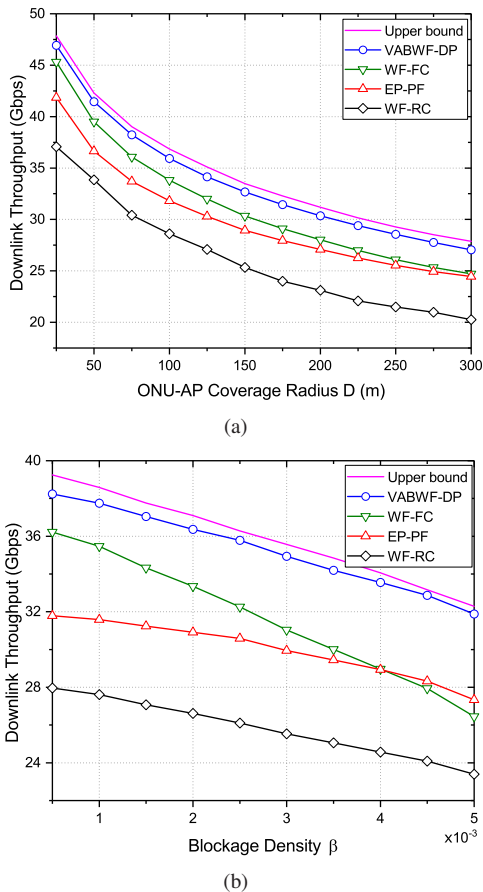 50
45
40
35
30
25
20
Downlink Throughput (Gbps)
Upper bound
VABWF-DP
WF-FC
EP-PF
WF-RC
50 100 150 200 250 300
ONU-AP Coverage Radius D (m)
(a)
40
36
32
28
24
Downlink Throughput (Gbps)
Upper bound
VABWF-DP
WF-FC
EP-PF
WF-RC
1 2 3 4 5
×10⁻³
Blockage Density β
(b)